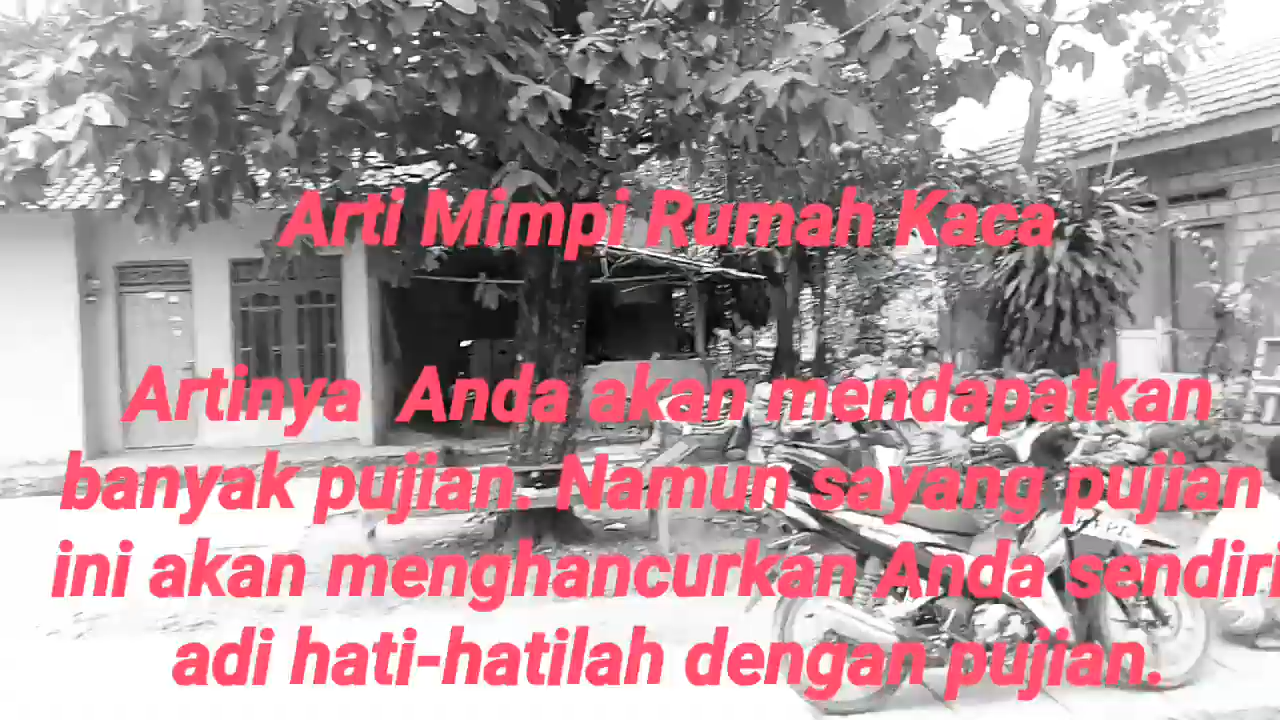 Arti Mimpi Rumah Kaca
Artinya Anda akan mendapatkan
banyak pujian. Namun sayang pujian
ini akan menghancurkan Anda sendiri
adi hati-hatilah dengan pujian.